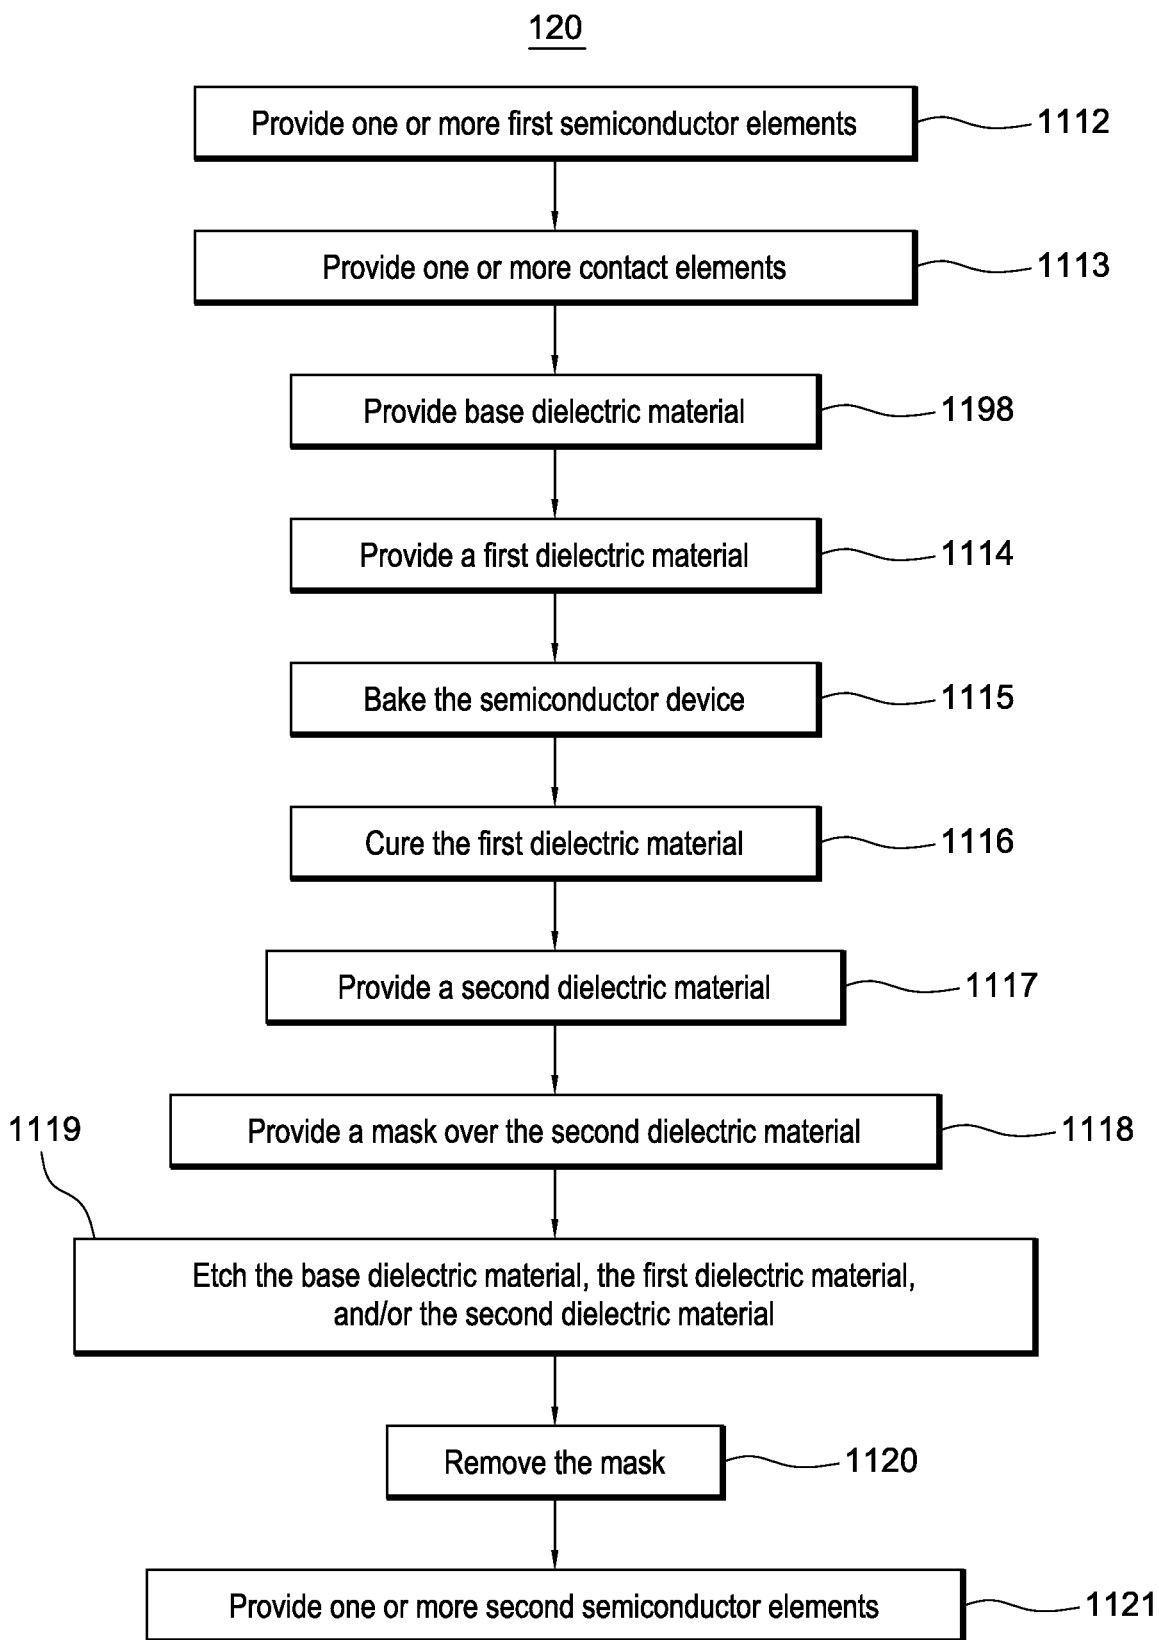 120
Provide one or more first semiconductor elements
1112
Provide one or more contact elements
1113
Provide base dielectric material
1198
Provide a first dielectric material
1114
Bake the semiconductor device
1115
Cure the first dielectric material
1116
Provide a second dielectric material
1117
Provide a mask over the second dielectric material
1118
1119
Etch the base dielectric material, the first dielectric material,
and/or the second dielectric material
Remove the mask
1120
Provide one or more second semiconductor elements
1121